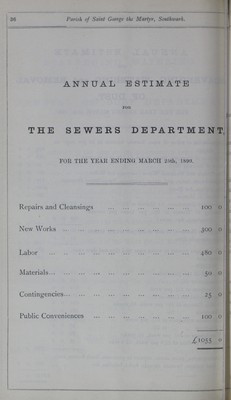 36 Parish of Saint George the Martyr, Southwark.
ANNUAL ESTIMATE
FOR
THE SEWERS DEPARTMENT,
FOR THE YEAR ENDING MARCH 25th, 1889.
Repairs and Cleansings ... ... ... ... ... 100 0
New Works ... ... ... ... ... ... ... 300 0
Labor ... ... ... ... ... ... ... ... 480 0
Materials ... ... ... ... ... ... ... ... 50 0
Contingencies ... ... ... ... ... ... ... 25 0
Public Conveniences ... ... ... ... ... 100 0
£1055 0